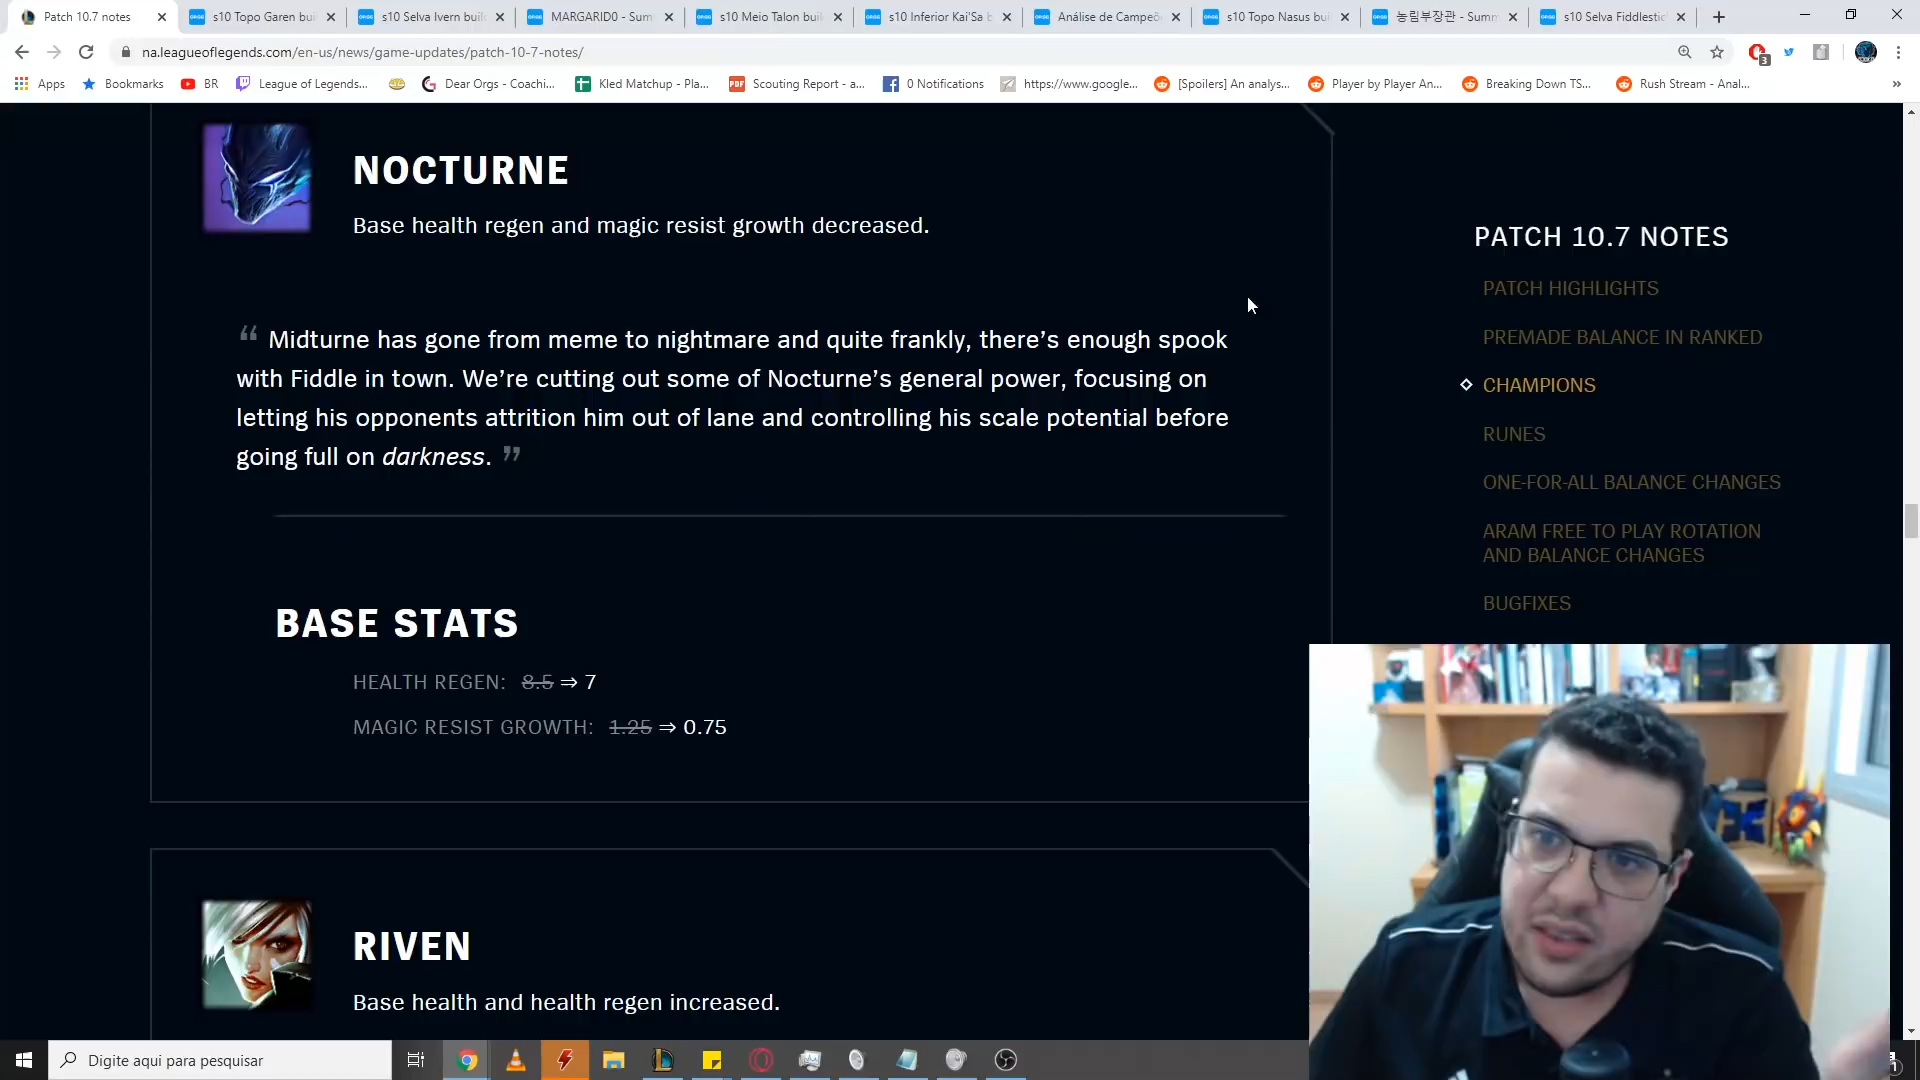 Patch 10.7 notes
s10 Topo Garen bui
s10 Selva Ivern buil
MARGARID0 - Sum
s10 Meio Talon buil
s10 Inferior Kai'Sa b
Análise de Campeõ
s10 Topo Nasus bui
농림부장관 - Summ
s10 Selva Fiddlestic
na.leagueoflegends.com/en-us/news/game-updates/patch-10-7-notes/
3
Apps
Bookmarks
BR
League of Legends...
Dear Orgs - Coachi...
Kled Matchup - Pla...
Scouting Report - a...
0 Notifications
https://www.google...
[Spoilers] An analys...
Player by Player An...
Breaking Down TS...
Rush Stream - Anal...
»
NOCTURNE
Base health regen and magic resist growth decreased.
“ Midturne has gone from meme to nightmare and quite frankly, there’s enough spook
with Fiddle in town. We’re cutting out some of Nocturne’s general power, focusing on
letting his opponents attrition him out of lane and controlling his scale potential before
going full on darkness. ”
BASE STATS
HEALTH REGEN: 8.5 ⇒ 7
MAGIC RESIST GROWTH: 1.25 ⇒ 0.75
RIVEN
Base health and health regen increased.
PATCH 10.7 NOTES
PATCH HIGHLIGHTS
PREMADE BALANCE IN RANKED
CHAMPIONS
RUNES
ONE-FOR-ALL BALANCE CHANGES
ARAM FREE TO PLAY ROTATION
AND BALANCE CHANGES
BUGFIXES
Digite aqui para pesquisar